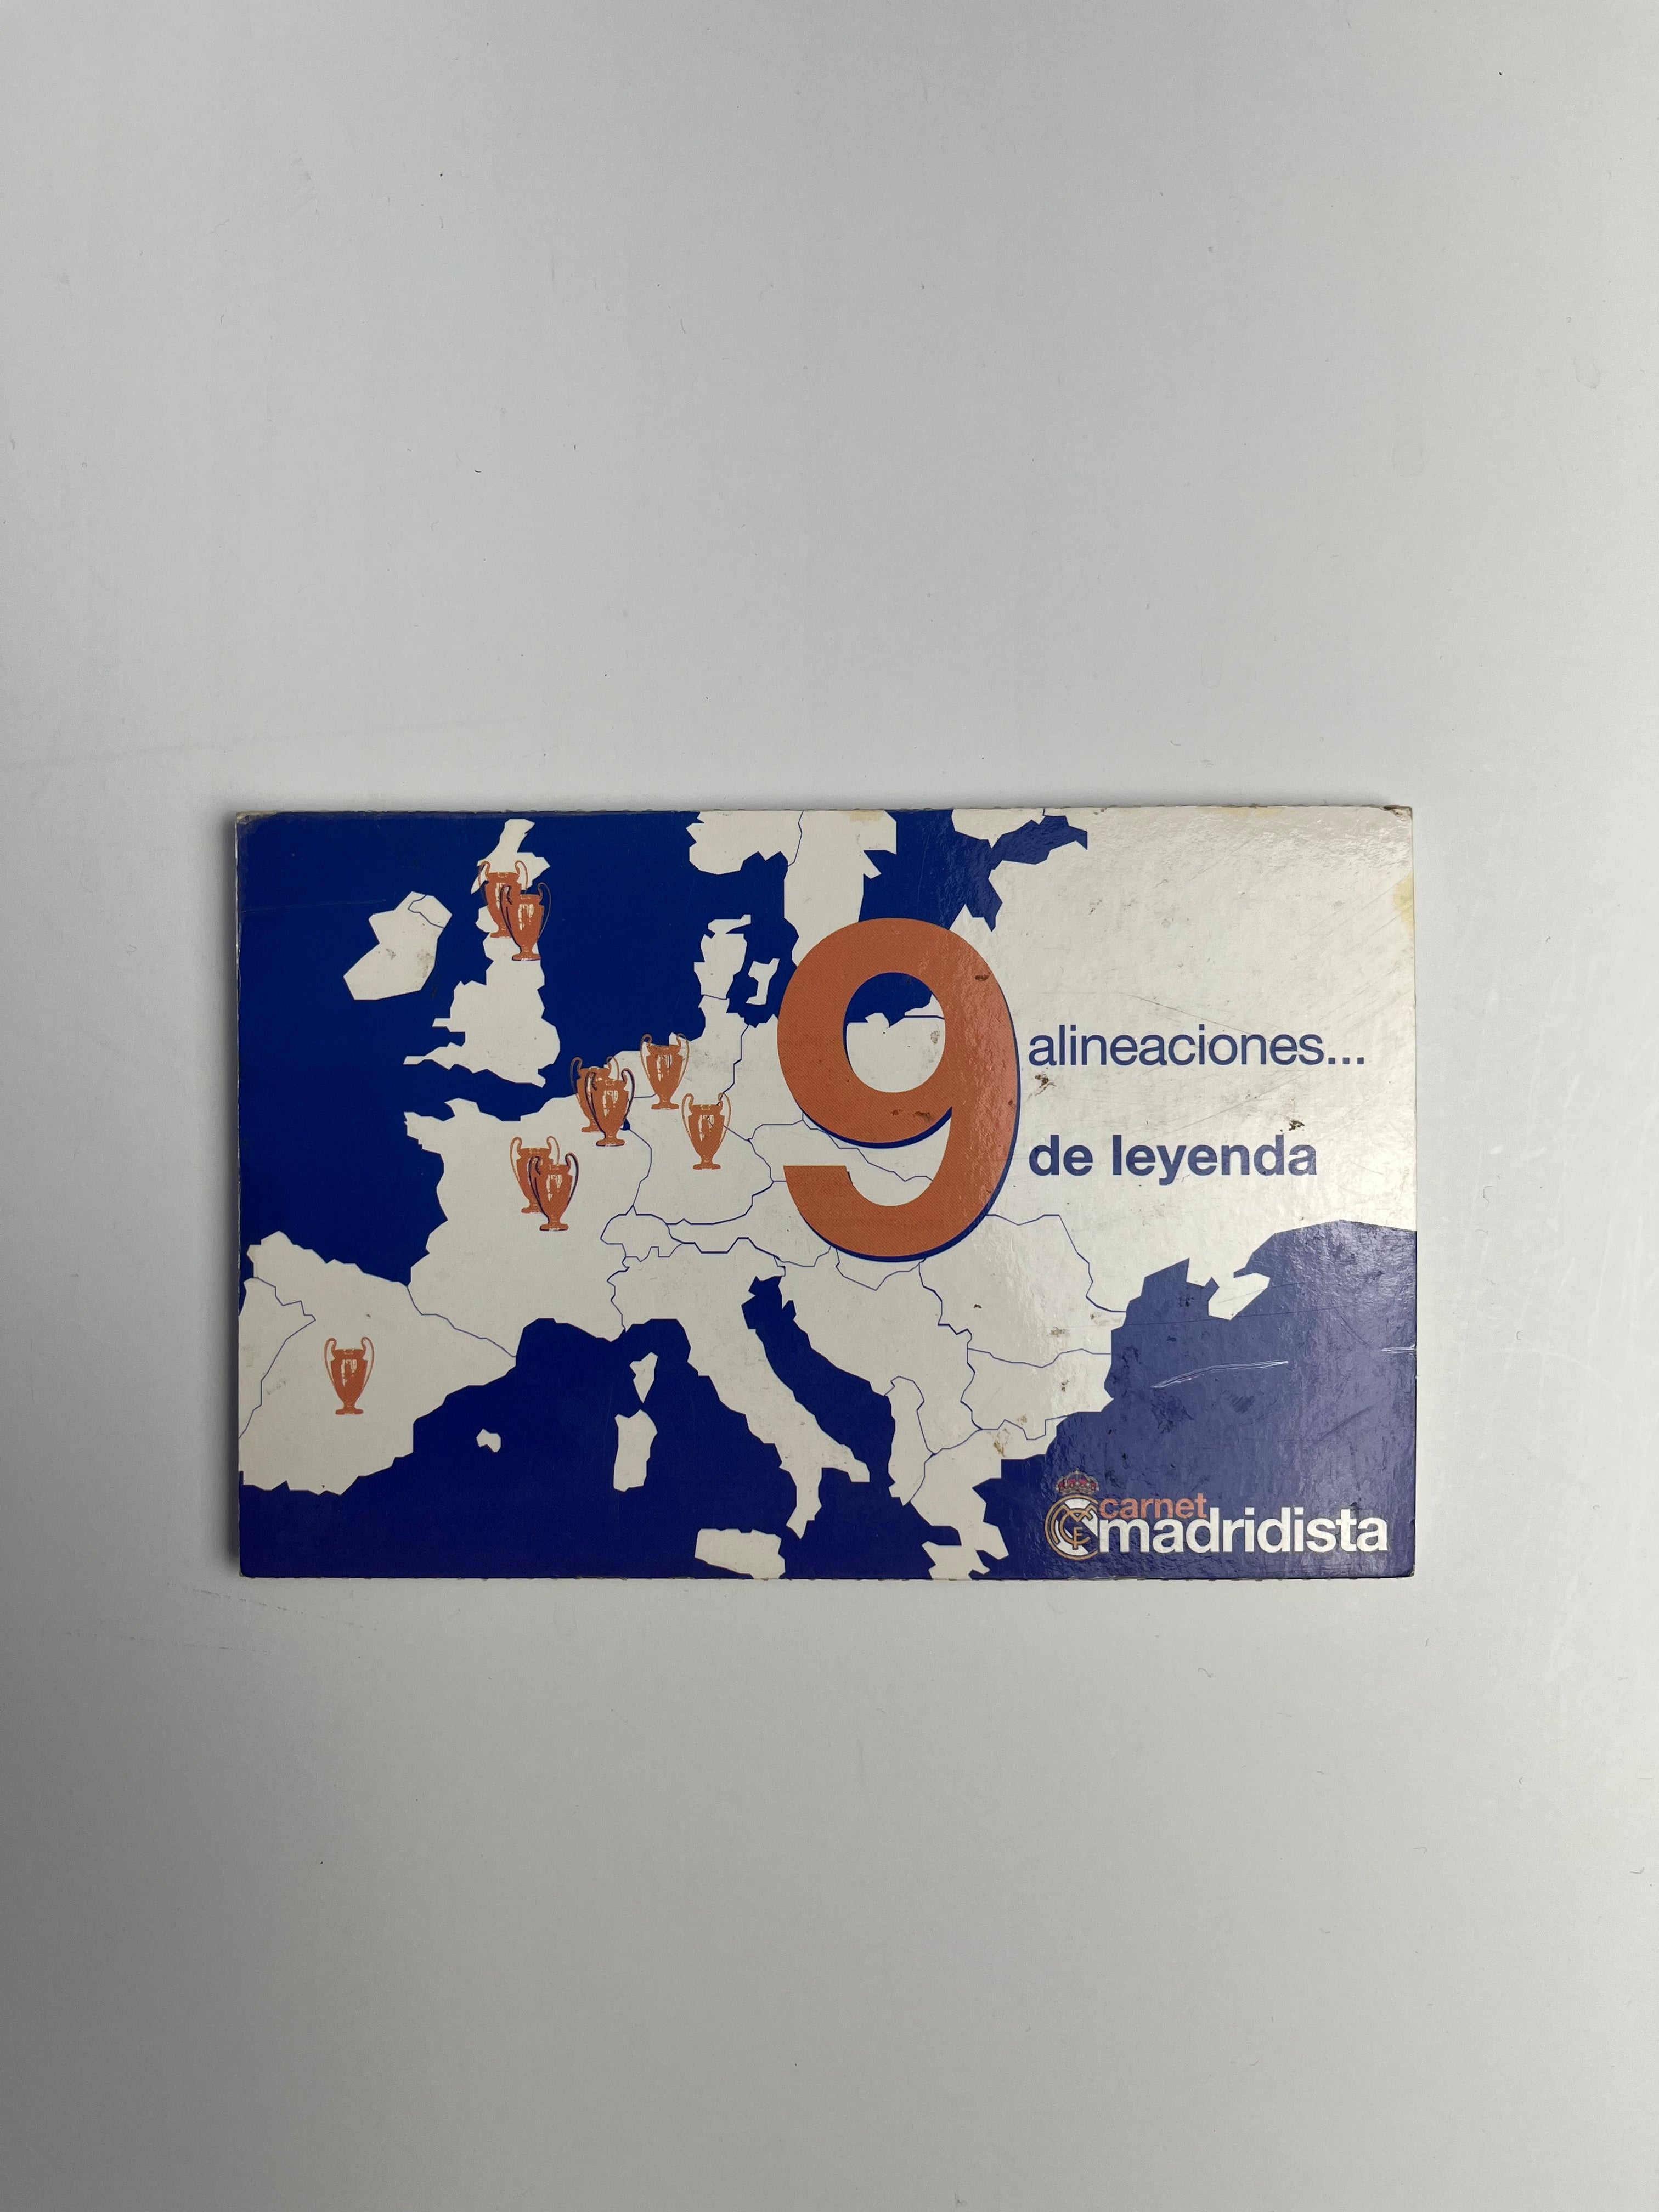 9
alineaciones...
de leyenda
carnet
madridista